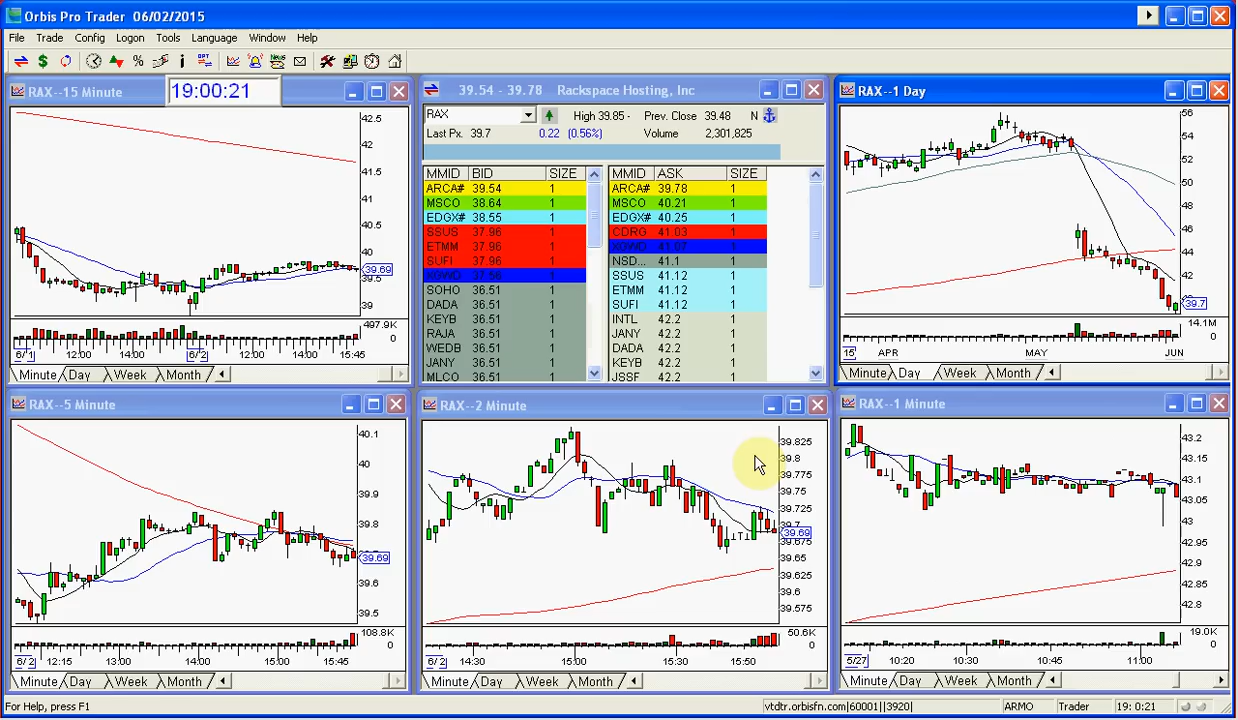 Orbis Pro Trader 06/02/2015
File Trade Config Logon Tools Language Window Help
RAX--15 Minute
19:00:21
42.5
42
41.5
41
40.5
40
39.69
39.5
39
497.9K
0
6/1 12:00 14:00 6/2 12:00 14:00 15:45
Minute Day Week Month
39.54 - 39.78 Rackspace Hosting, Inc
RAX High 39.85 - Prev. Close 39.48 N
Last Px. 39.7 0.22 (0.56%) Volume 2,301,825
MMID BID SIZE MMID ASK SIZE
ARCA# 39.54 1 ARCA# 39.78 1
MSCO 38.64 1 MSCO 40.21 1
EDGX# 38.55 1 EDGX# 40.25 1
SSUS 37.96 1 CDRG 41.03 1
ETMM 37.96 1 41.07 1
SUFI 37.96 1 NSD... 41.1 1
37.56 1 SSUS 41.12 1
SOHO 36.51 1 ETMM 41.12 1
DADA 36.51 1 SUFI 41.12 1
KEYB 36.51 1 INTL 42.2 1
RAJA 36.51 1 JANY 42.2 1
WEDB 36.51 1 DADA 42.2 1
JANY 36.51 1 KEYB 42.2 1
MLCO 36.51 1 JSSF 42.2 1
RAX--1 Day
56
54
52
50
48
46
44
42
39.7
14.1M
0
15 APR MAY JUN
Minute Day Week Month
RAX--5 Minute
40.1
40
39.9
39.8
39.69
39.6
39.5
108.8K
0
6/2 12:15 13:00 14:00 15:00 15:45
Minute Day Week Month
RAX--2 Minute
39.825
39.8
39.775
39.75
39.725
39.7
39.69
39.675
39.65
39.625
39.6
39.575
50.6K
0
6/2 14:30 15:00 15:30 15:50
Minute Day Week Month
RAX--1 Minute
43.2
43.15
43.1
43.05
43
42.95
42.9
42.85
42.8
19.0K
0
5/27 10:20 10:30 10:45 11:00
Minute Day Week Month
For Help, press F1 vtdtr.orbisfn.com|60001||3920| ARMO Trader 19: 0:21